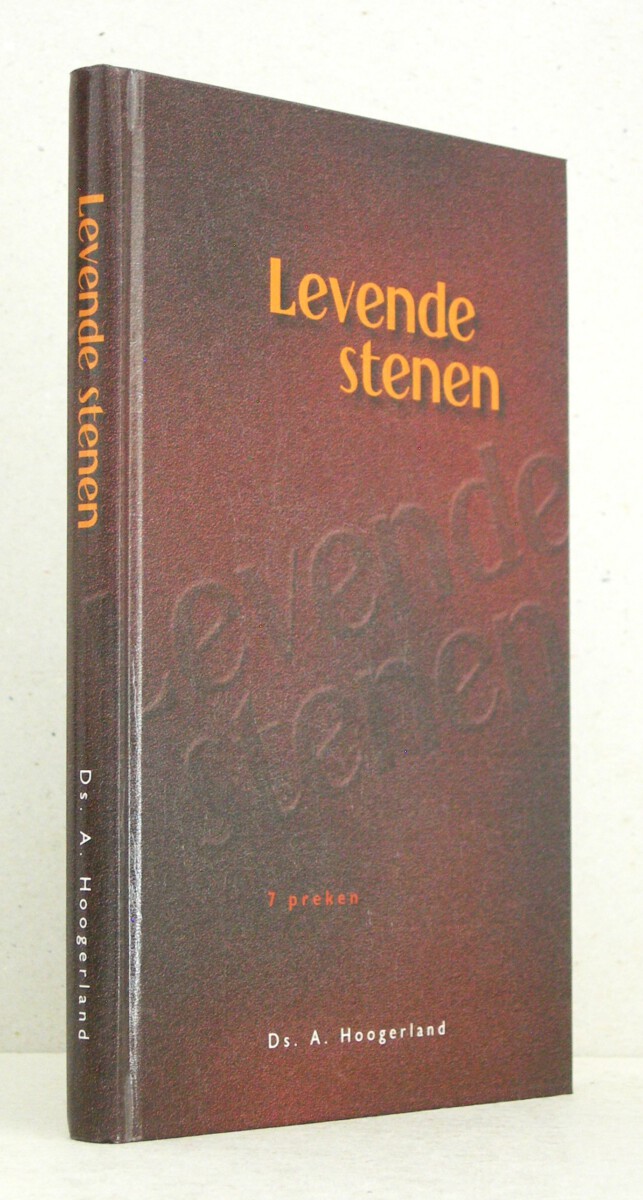 Levende stenen
Ds. A. Hoogerland
Levende
stenen
Levende
stenen
7 preken
Ds. A. Hoogerland